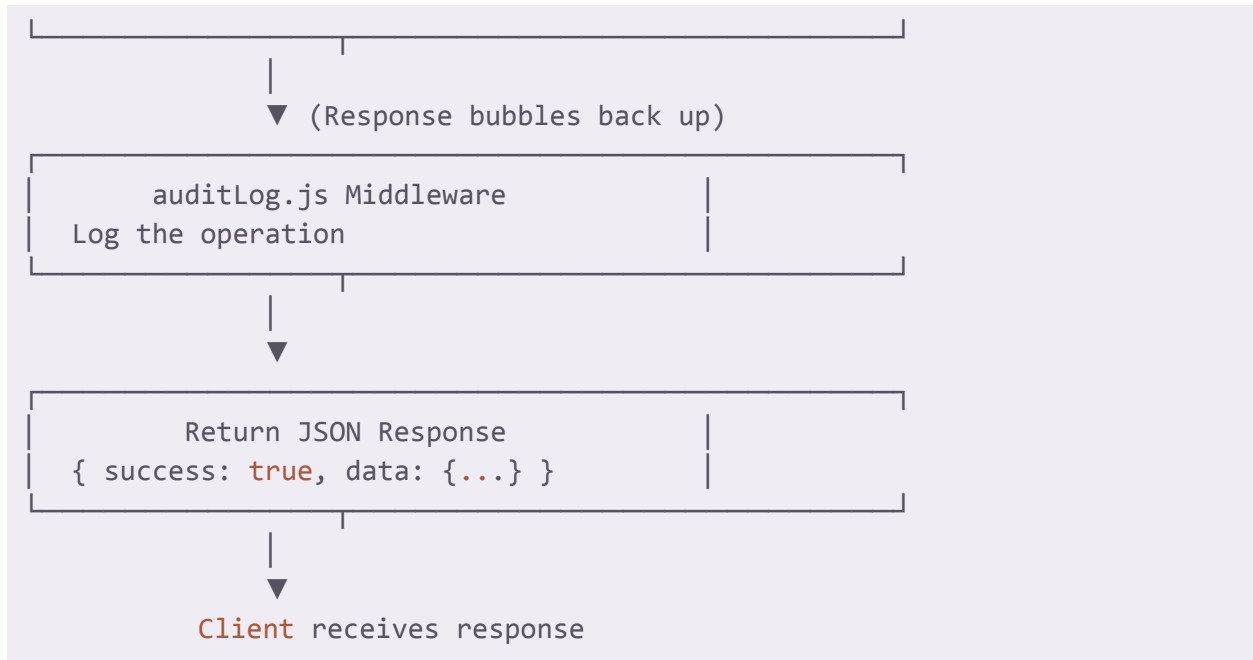 ▼ (Response bubbles back up)
auditLog.js Middleware
Log the operation
▼
Return JSON Response
{ success: true, data: {...} }
▼
Client receives response